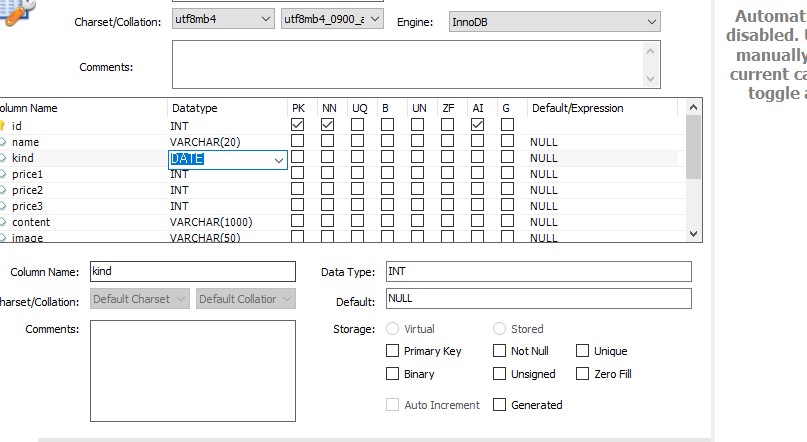 Charset/Collation: utf8mb4 utf8mb4_0900_a Engine: InnoDB
Comments:
olumn Name Datatype PK NN UQ B UN ZF AI G Default/Expression
id INT
name VARCHAR(20) NULL
kind DATE NULL
price1 INT NULL
price2 INT NULL
price3 INT NULL
content VARCHAR(1000) NULL
image VARCHAR(50) NULL
Column Name: kind Data Type: INT
harset/Collation: Default Charset Default Collation Default: NULL
Comments: Storage: Virtual Stored
Primary Key Not Null Unique
Binary Unsigned Zero Fill
Auto Increment Generated
Automat
disabled. U
manually
current ca
toggle a